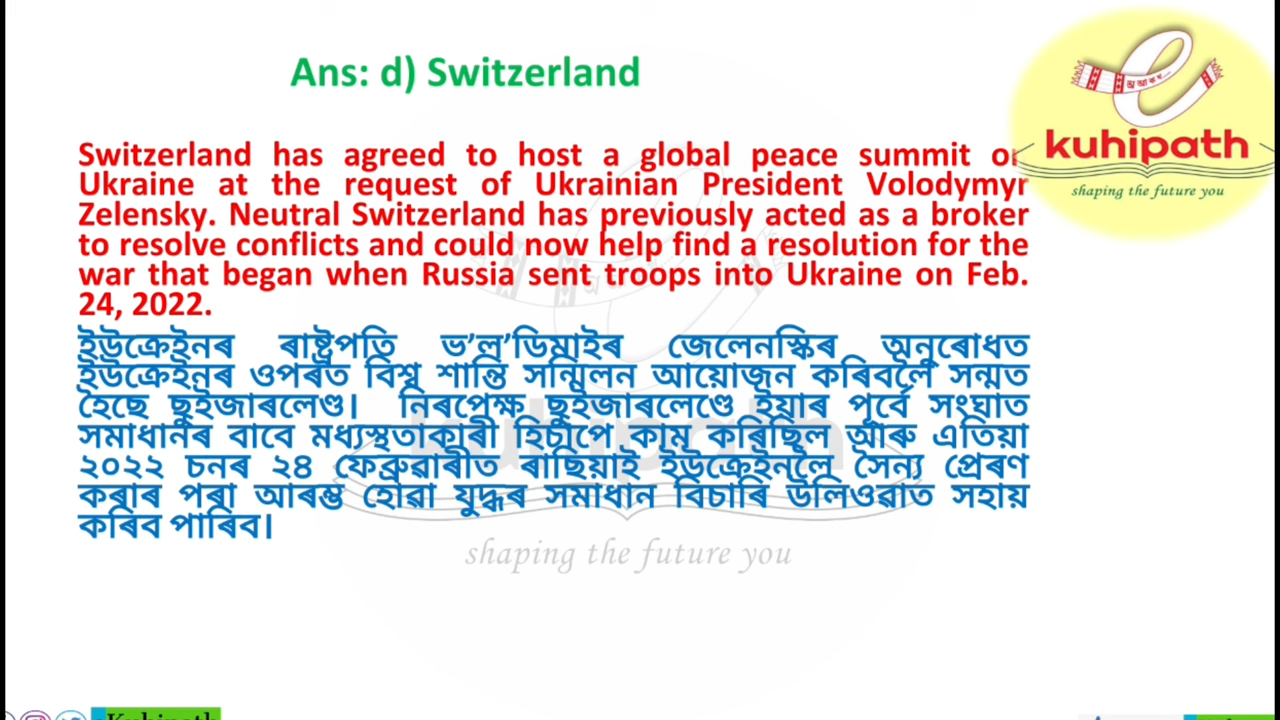 Ans: d) Switzerland
Switzerland has agreed to host a global peace summit on
Ukraine at the request of Ukrainian President Volodymyr
Zelensky. Neutral Switzerland has previously acted as a broker
to resolve conflicts and could now help find a resolution for the
war that began when Russia sent troops into Ukraine on Feb.
24, 2022.
ইউক্ৰেইনৰ ৰাষ্ট্ৰপতি ভ’ল’ডিমাইৰ জেলেনস্কিৰ অনুৰোধত
ইউক্ৰেইনৰ ওপৰত বিশ্ব শান্তি সন্মিলন আয়োজন কৰিবলৈ সন্মত
হৈছে ছুইজাৰলেণ্ড। নিৰপেক্ষ ছুইজাৰলেণ্ডে ইয়াৰ পূৰ্বে সংঘাত
সমাধানৰ বাবে মধ্যস্থতাকাৰী হিচাপে কাম কৰিছিল আৰু এতিয়া
২০২২ চনৰ ২৪ ফেব্ৰুৱাৰীত ৰাছিয়াই ইউক্ৰেইনলৈ সৈন্য প্ৰেৰণ
কৰাৰ পৰা আৰম্ভ হোৱা যুদ্ধৰ সমাধান বিচাৰি উলিওৱাত সহায়
কৰিব পাৰিব।
kuhipath
shaping the future you
kuhipath
shaping the future you